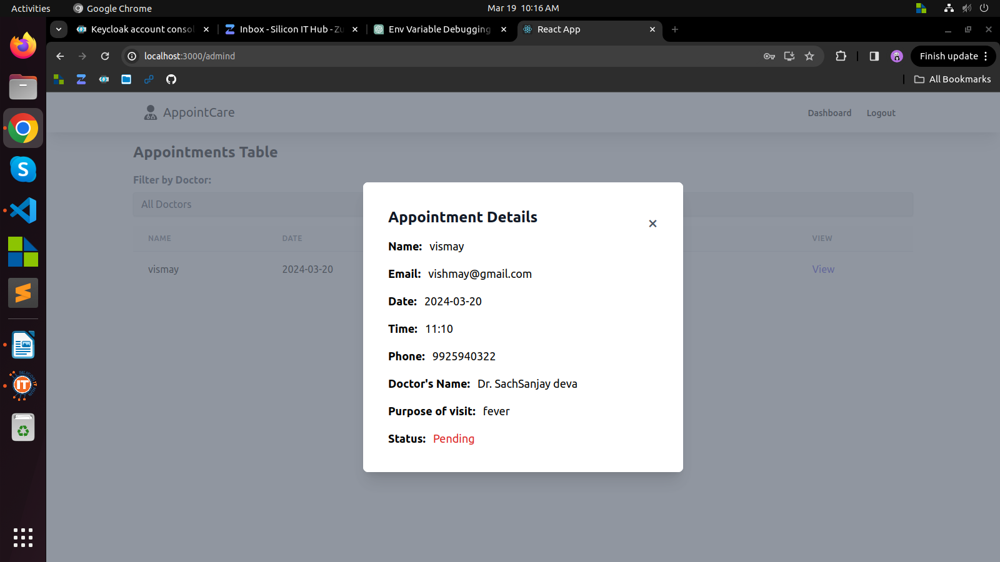 Activities Google Chrome Mar 19 10:16 AM
Keycloak account consol Inbox - Silicon IT Hub - Zu Env Variable Debugging React App
localhost:3000/admind Finish update
All Bookmarks
AppointCare Dashboard Logout
Appointments Table
Filter by Doctor:
All Doctors
NAME DATE VIEW
vismay 2024-03-20 View
Appointment Details
Name: vismay
Email: vishmay@gmail.com
Date: 2024-03-20
Time: 11:10
Phone: 9925940322
Doctor's Name: Dr. SachSanjay deva
Purpose of visit: fever
Status: Pending
S
IT